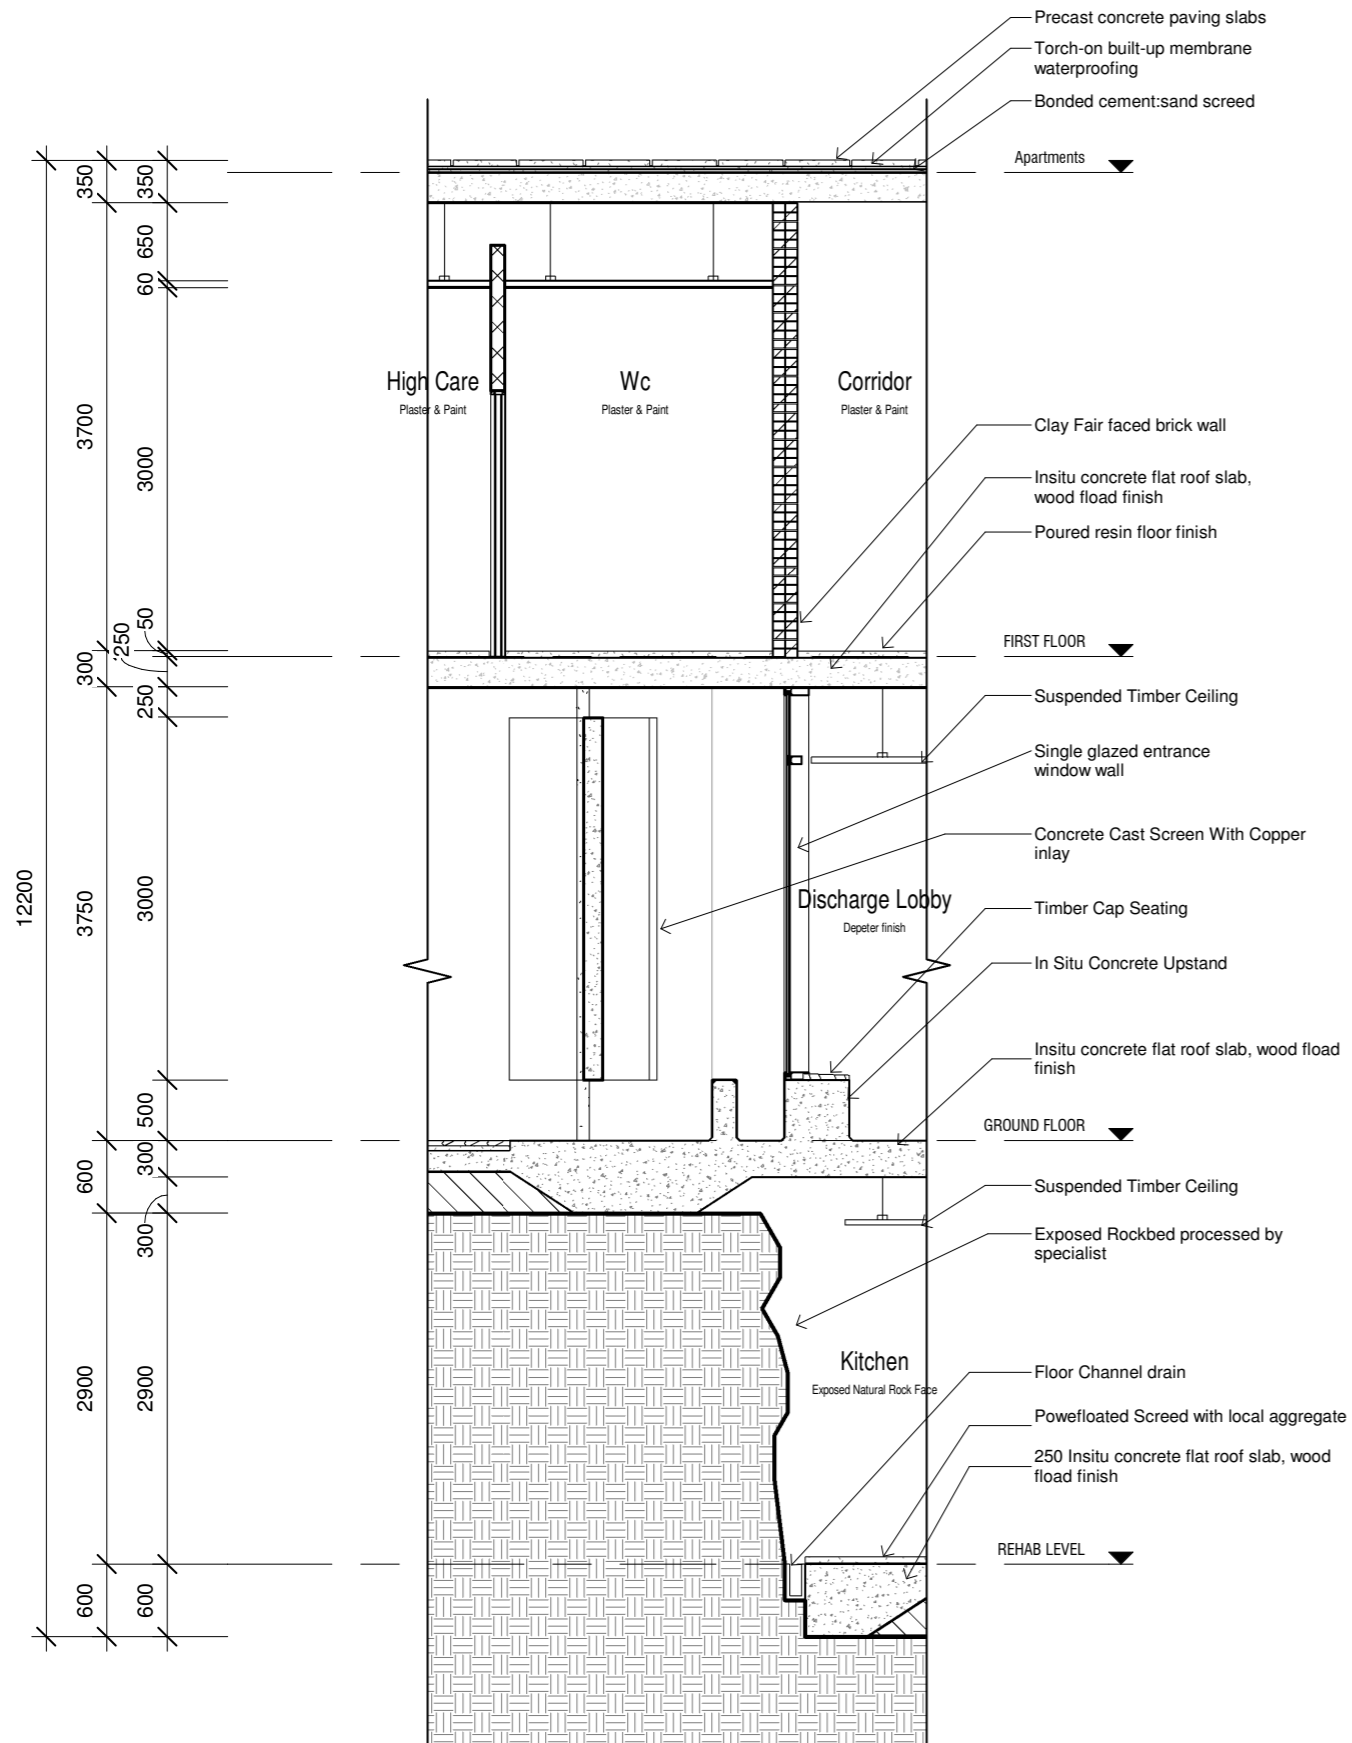 Precast concrete paving slabs
Torch-on built-up membrane
waterproofing
Bonded cement:sand screed
Apartments
350
350
650
60
High Care
Plaster & Paint
Wc
Plaster & Paint
Corridor
Plaster & Paint
3700
3000
Clay Fair faced brick wall
Insitu concrete flat roof slab,
wood fload finish
Poured resin floor finish
50
250
300
250
FIRST FLOOR
Suspended Timber Ceiling
Single glazed entrance
window wall
Concrete Cast Screen With Copper
inlay
12200
3750
3000
Discharge Lobby
Depeter finish
Timber Cap Seating
In Situ Concrete Upstand
Insitu concrete flat roof slab, wood fload
finish
500
GROUND FLOOR
600
300
300
Suspended Timber Ceiling
Exposed Rockbed processed by
specialist
2900
2900
Kitchen
Exposed Natural Rock Face
Floor Channel drain
Powefloated Screed with local aggregate
250 Insitu concrete flat roof slab, wood
fload finish
REHAB LEVEL
600
600